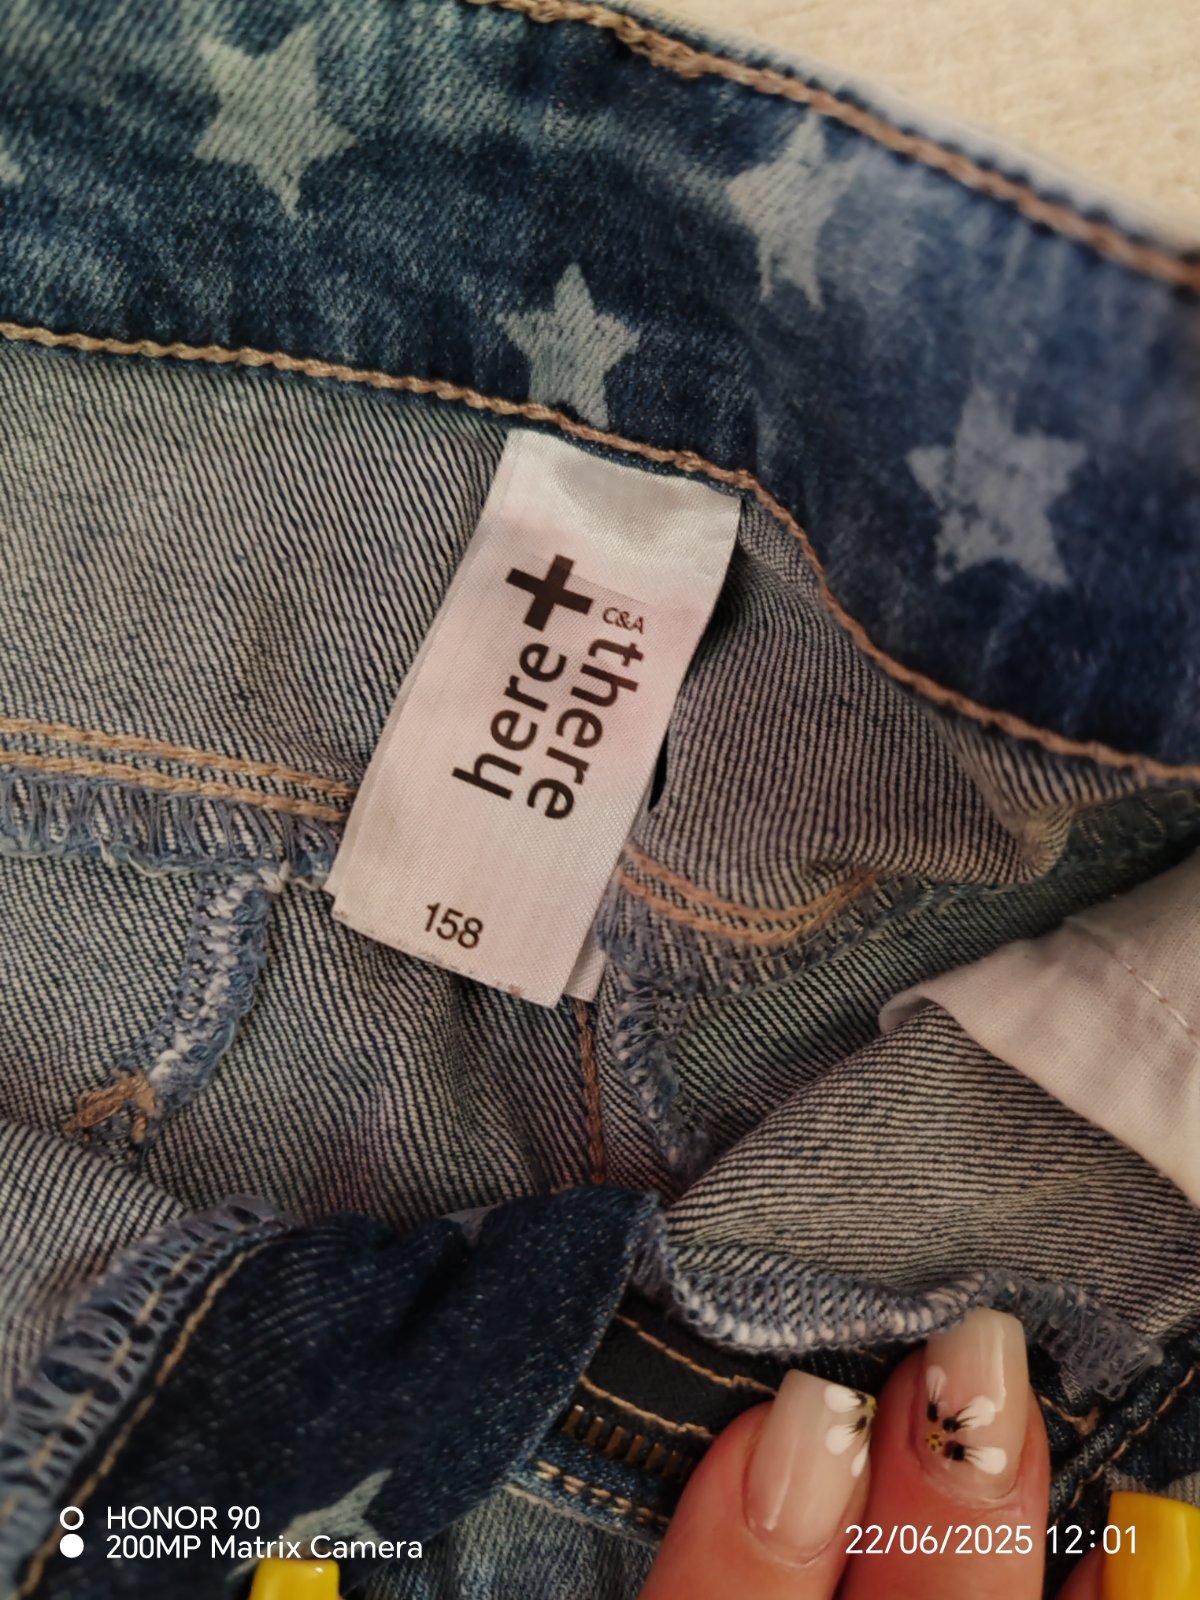 C&A
here
+
there
158
HONOR 90
200MP Matrix Camera
22/06/2025 12:01